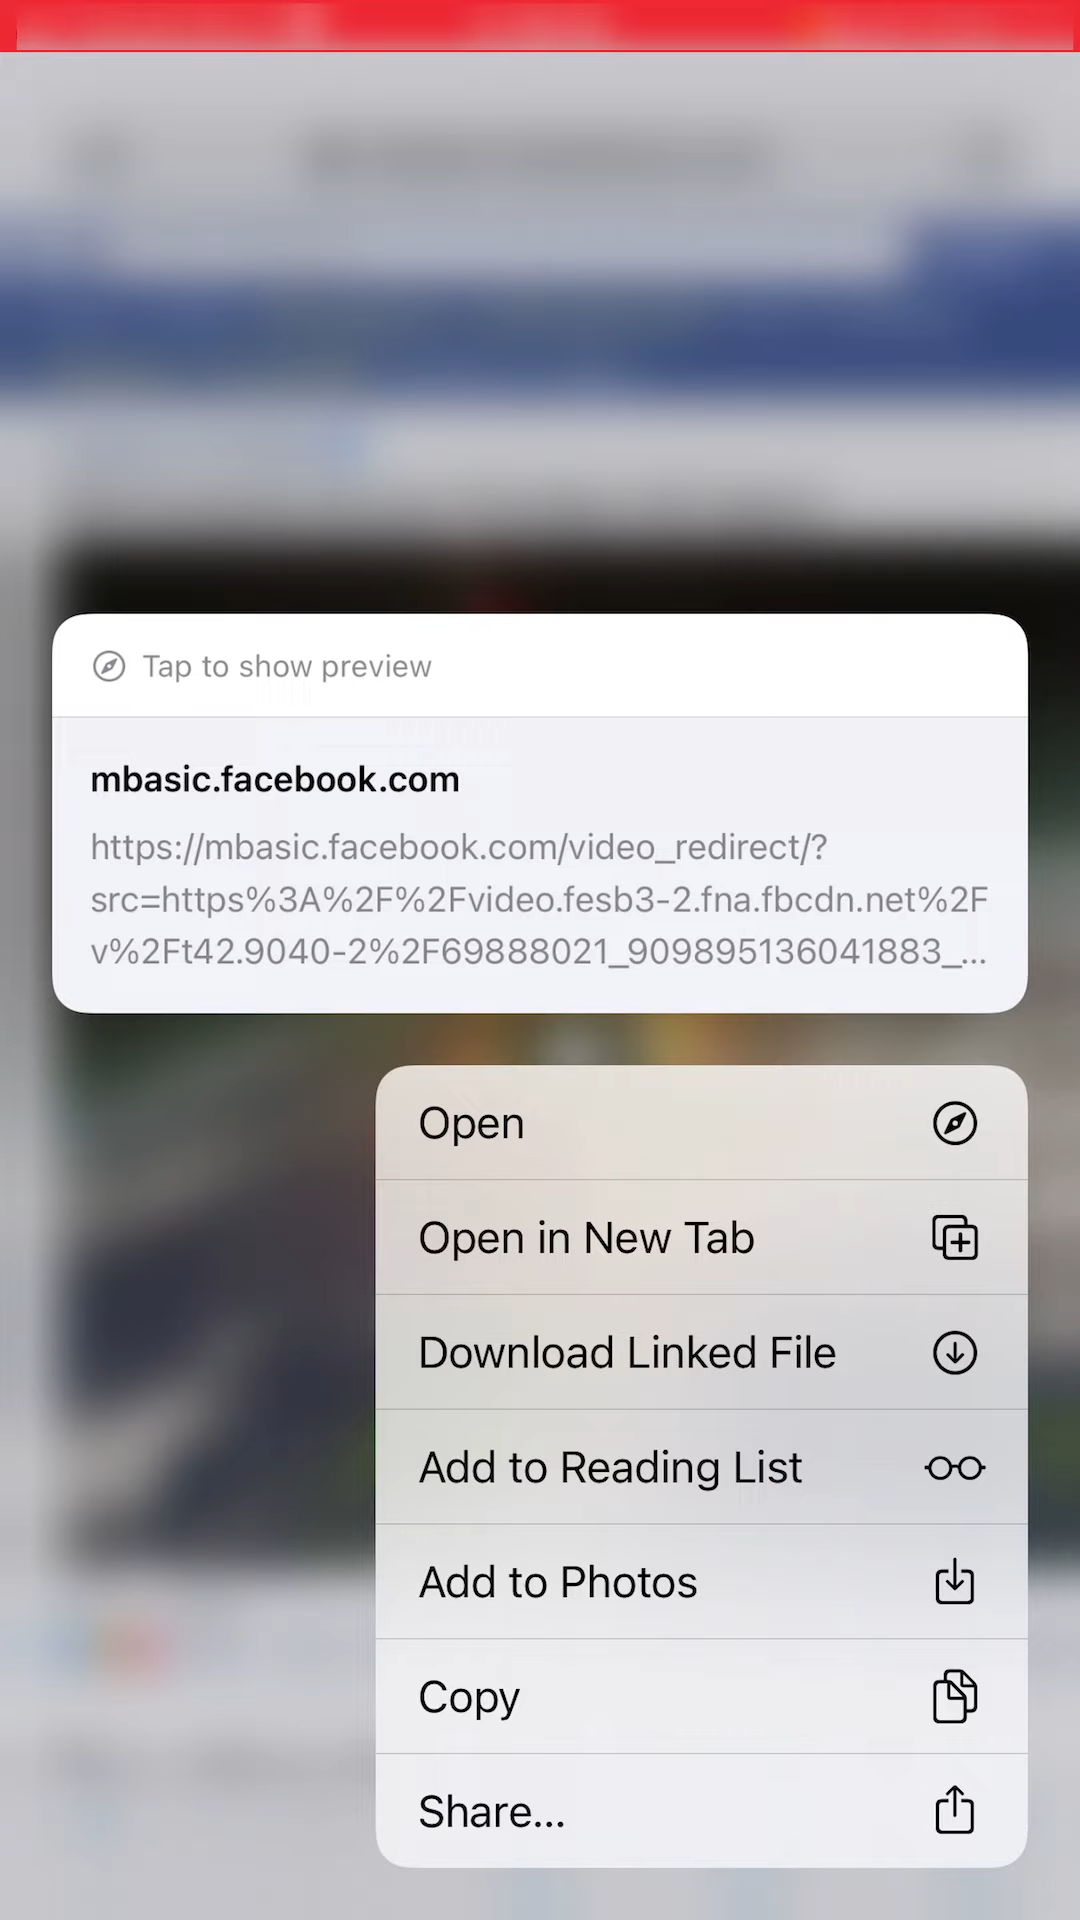 Tap to show preview
mbasic.facebook.com
https://mbasic.facebook.com/video_redirect/?
src=https%3A%2F%2Fvideo.fesb3-2.fna.fbcdn.net%2F
v%2Ft42.9040-2%2F69888021_909895136041883_...
Open
Open in New Tab
Download Linked File
Add to Reading List
Add to Photos
Copy
Share...